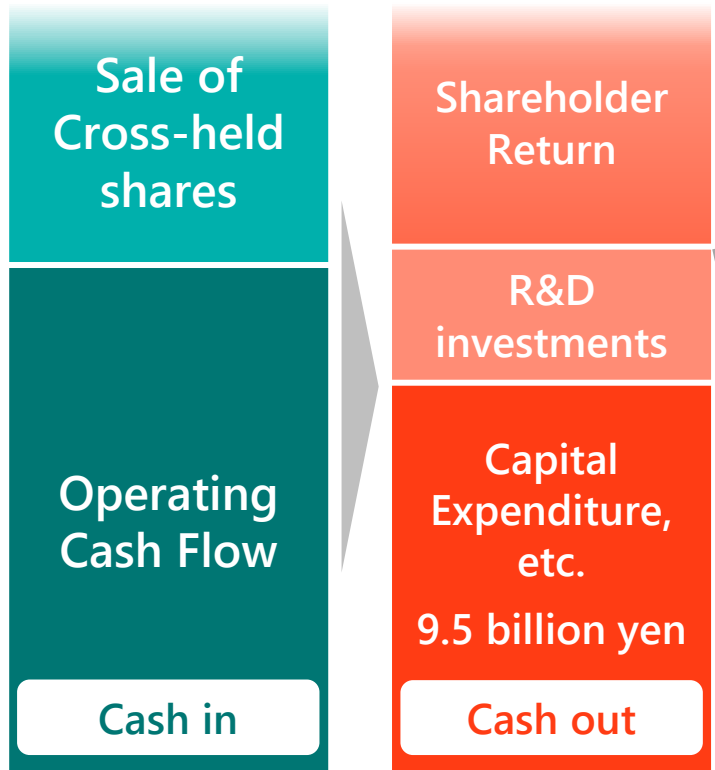 Sale of
Cross-held
shares
Operating
Cash Flow
Cash in
Shareholder
Return
R&D
investments
Capital
Expenditure,
etc.
9.5 billion yen
Cash out